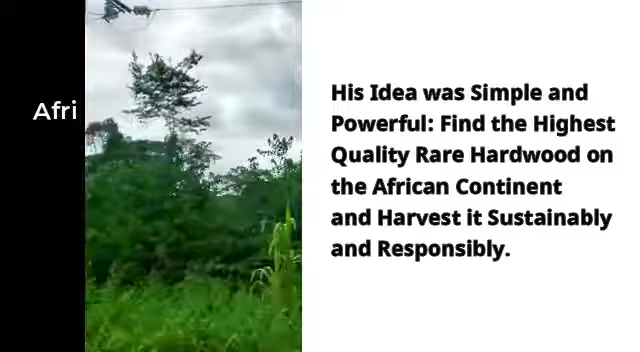 Afri
His Idea was Simple and
Powerful: Find the Highest
Quality Rare Hardwood on
the African Continent
and Harvest it Sustainably
and Responsibly.